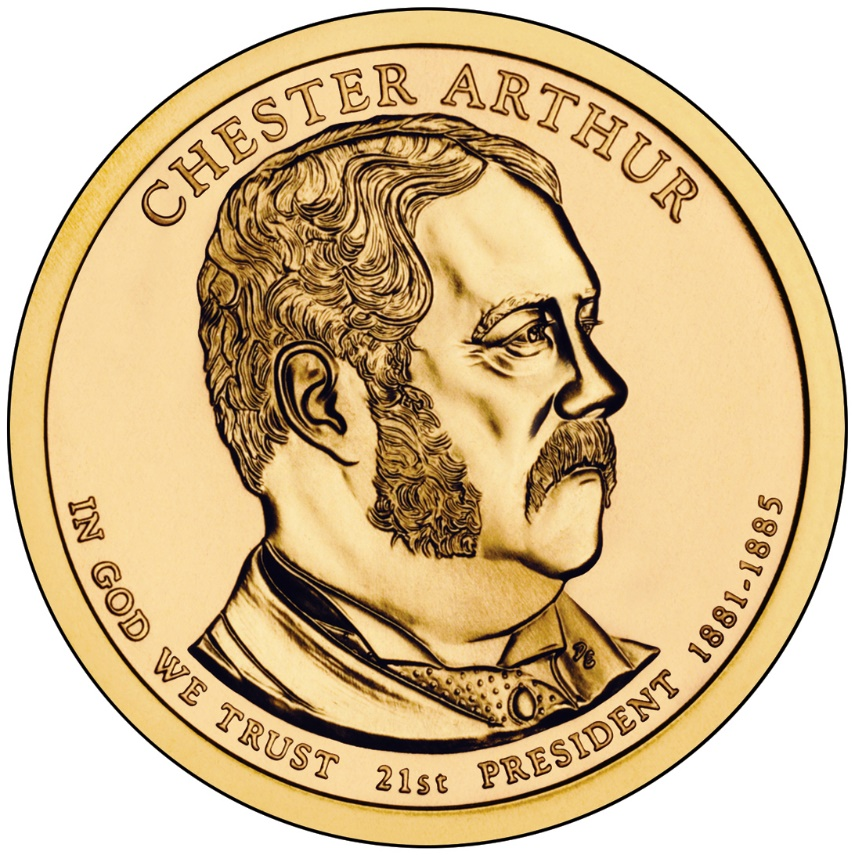 CHESTER ARTHUR
IN GOD WE TRUST 21st PRESIDENT 1881-1885